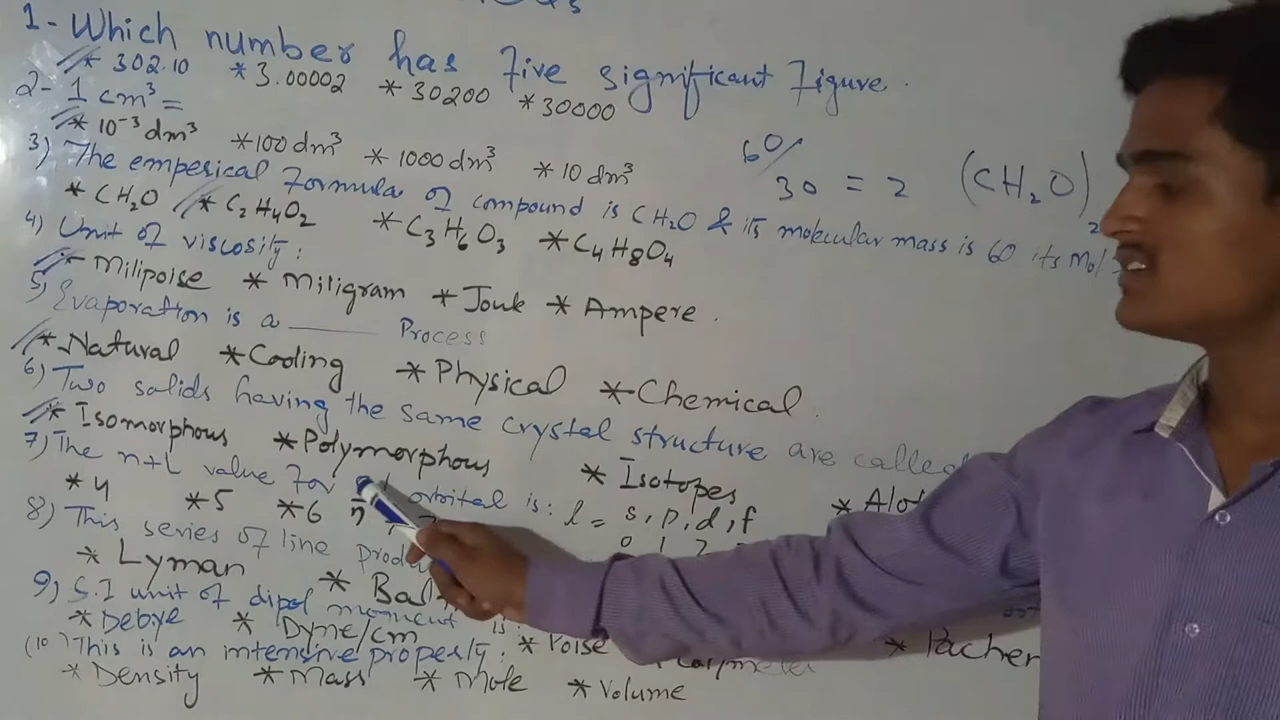 1- Which number has Five significant Figure.
* 302.10 * 3.00002 * 30200 * 30000
2- 1 cm³ =
* 10⁻³ dm³ * 100 dm³ * 1000 dm³ * 10 dm³
60/30 = 2 (CH₂O)₂
3) The emperical Formula of compound is CH₂O & its molecular mass is 60 its Mol
* CH₂O * C₂H₄O₂ * C₃H₆O₃ * C₄H₈O₄
4) Unit of viscosity:
* Milipoise * Miligram * Joule * Ampere.
5) Evaporation is a ____ Process
* Natural * Cooling * Physical * Chemical.
6) Two solids having the same crystal structure are called
* Isomorphous * Polymorphous * Isotopes * Alot
7) The n+l value For orbital is: l = s, p, d, f
* 4 * 5 * 6 * 7 0 1 2
8) This series of line prod
* Lyman * Bal * Pachen
9) S.I unit of dipol moment is:
* Debye * Dyne/cm * Poise
(10) This is an intensive property:
* Density * Mass * Mole * Volume